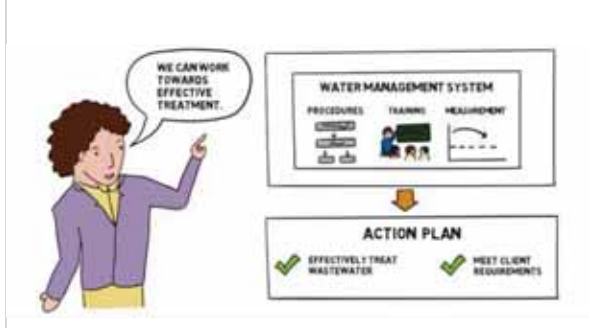 WE CAN WORK
TOWARDS
EFFECTIVE
TREATMENT.
WATER MANAGEMENT SYSTEM
PROCEDURES TRAINING MEASUREMENT
ACTION PLAN
EFFECTIVELY TREAT
WASTEWATER
MEET CLIENT
REQUIREMENTS